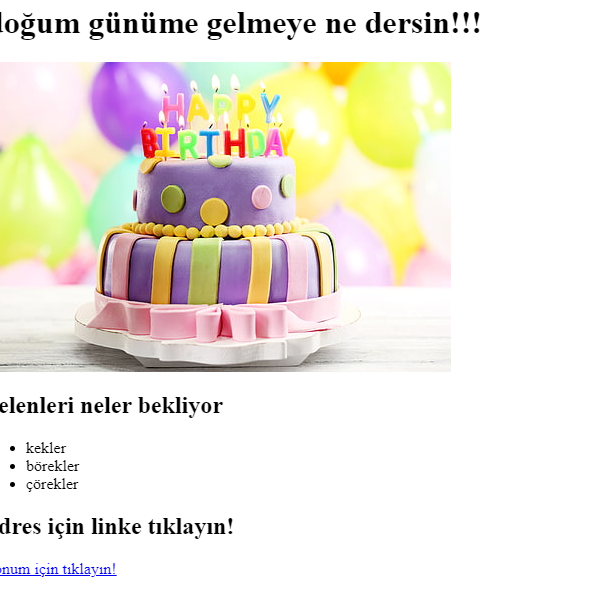 doğum günüme gelmeye ne dersin!!!
HAPPY
BIRTHDAY
elenleri neler bekliyor
kekler
börekler
çörekler
dres için linke tıklayın!
onum için tıklayın!